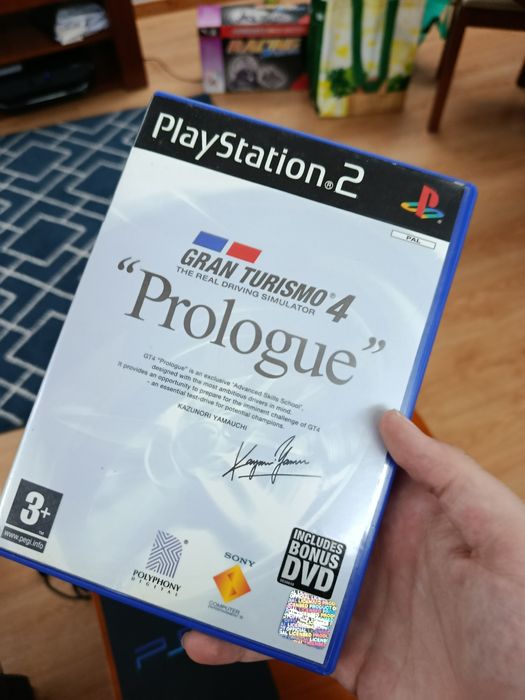 RACING
PlayStation®2
PAL
GRAN TURISMO®4
THE REAL DRIVING SIMULATOR
“Prologue”
GT4 "Prologue" is an exclusive 'Advanced Skills School',
designed with the most ambitious drivers in mind.
It provides an opportunity to prepare for the imminent challenge of GT4
- an essential test-drive for potential champions.
KAZUNORI YAMAUCHI
3+
www.pegi.info
POLYPHONY
DIGITAL
SONY
COMPUTER
ENTERTAINMENT®
INCLUDES
BONUS
DVD
PS